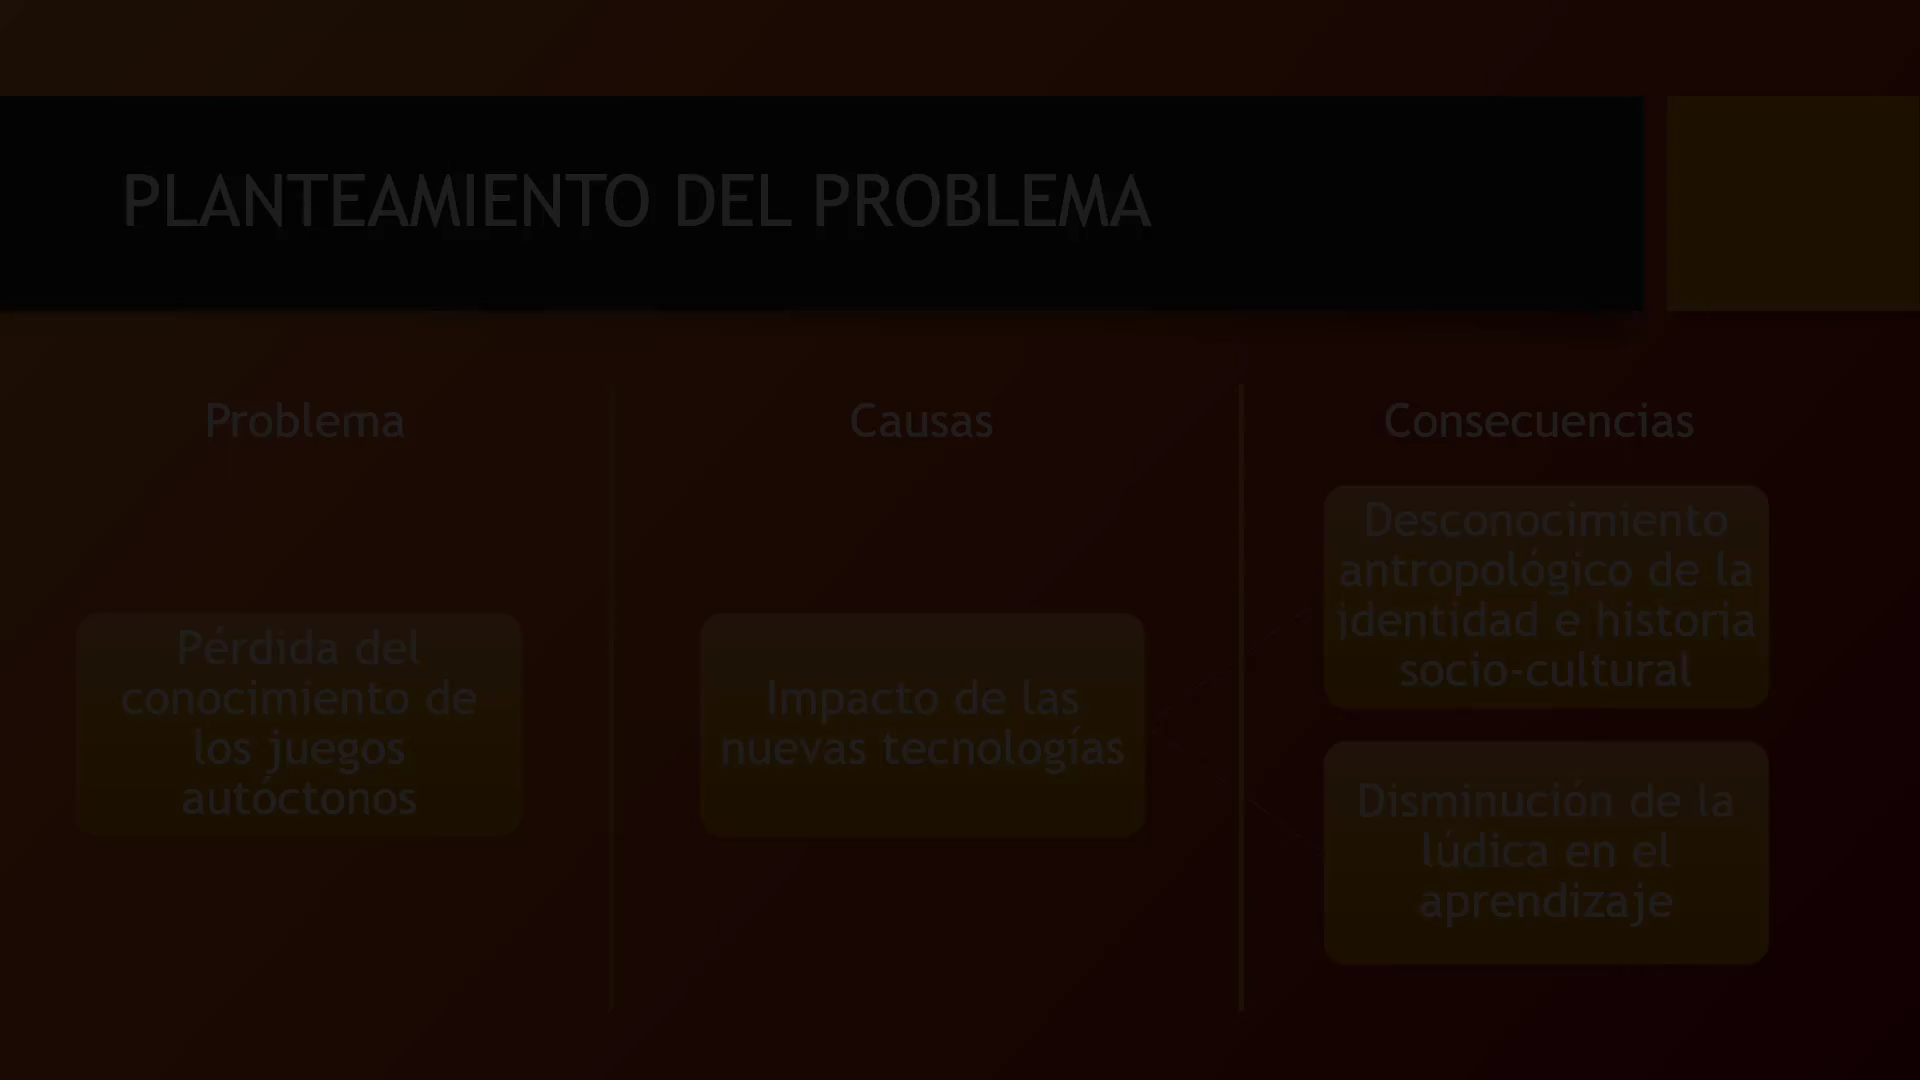 PLANTEAMIENTO DEL PROBLEMA
Problema
Pérdida del
conocimiento de
los juegos
autóctonos
Causas
Impacto de las
nuevas tecnologías
Consecuencias
Desconocimiento
antropológico de la
identidad e historia
socio-cultural
Disminución de la
lúdica en el
aprendizaje